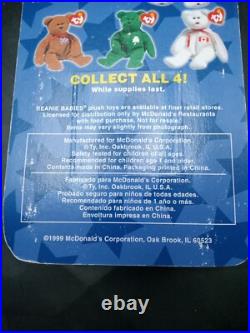 COLLECT ALL 4!
While supplies last.
BEANIE BABIES® plush toys are available at finer retail stores.
Licensed for distribution only by McDonald's Restaurants
with food purchase. Not for resale!
Items may vary slightly from photograph.
Manufactured for McDonald's Corporation.
©Ty, Inc. Oakbrook, IL U.S.A.
Safety tested for children of all ages.
Recommended for children age 1 and older.
Contents made in China. Packaging printed in China.
Fabricado para McDonald's Corporation.
©Ty, Inc. Oakbrook, IL U.S.A.
Probado seguro para niños de todas edades.
Recomendado para niños de 1 año o más.
Contenido fabricado en China.
Envoltura impresa en China.
©1999 McDonald's Corporation, Oak Brook, IL 60523